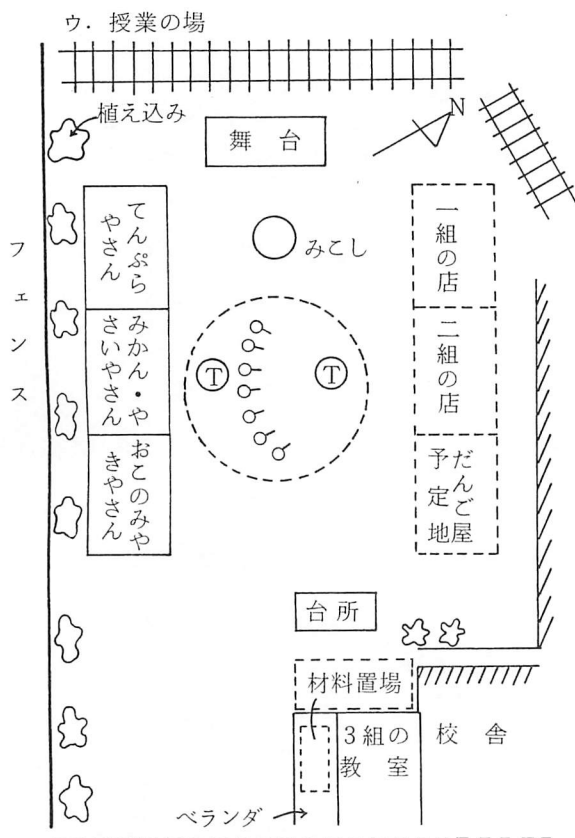 ウ．授業の場
植え込み
N
舞台
てんぷら
やさん
みこし
一組の店
フェンス
みかん・や
さいやさん
T
T
二組の店
おこのみや
きやさん
だんご屋
予定地
台所
材料置場
3組の
教室
校舎
ベランダ